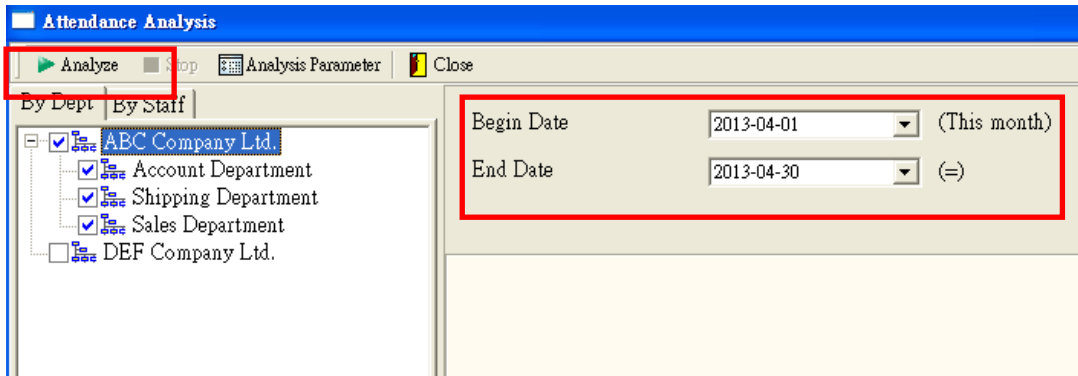 Attendance Analysis
Analyze Stop Analysis Parameter Close
By Dept By Staff
ABC Company Ltd.
Account Department
Shipping Department
Sales Department
DEF Company Ltd.
Begin Date 2013-04-01 (This month)
End Date 2013-04-30 (=)